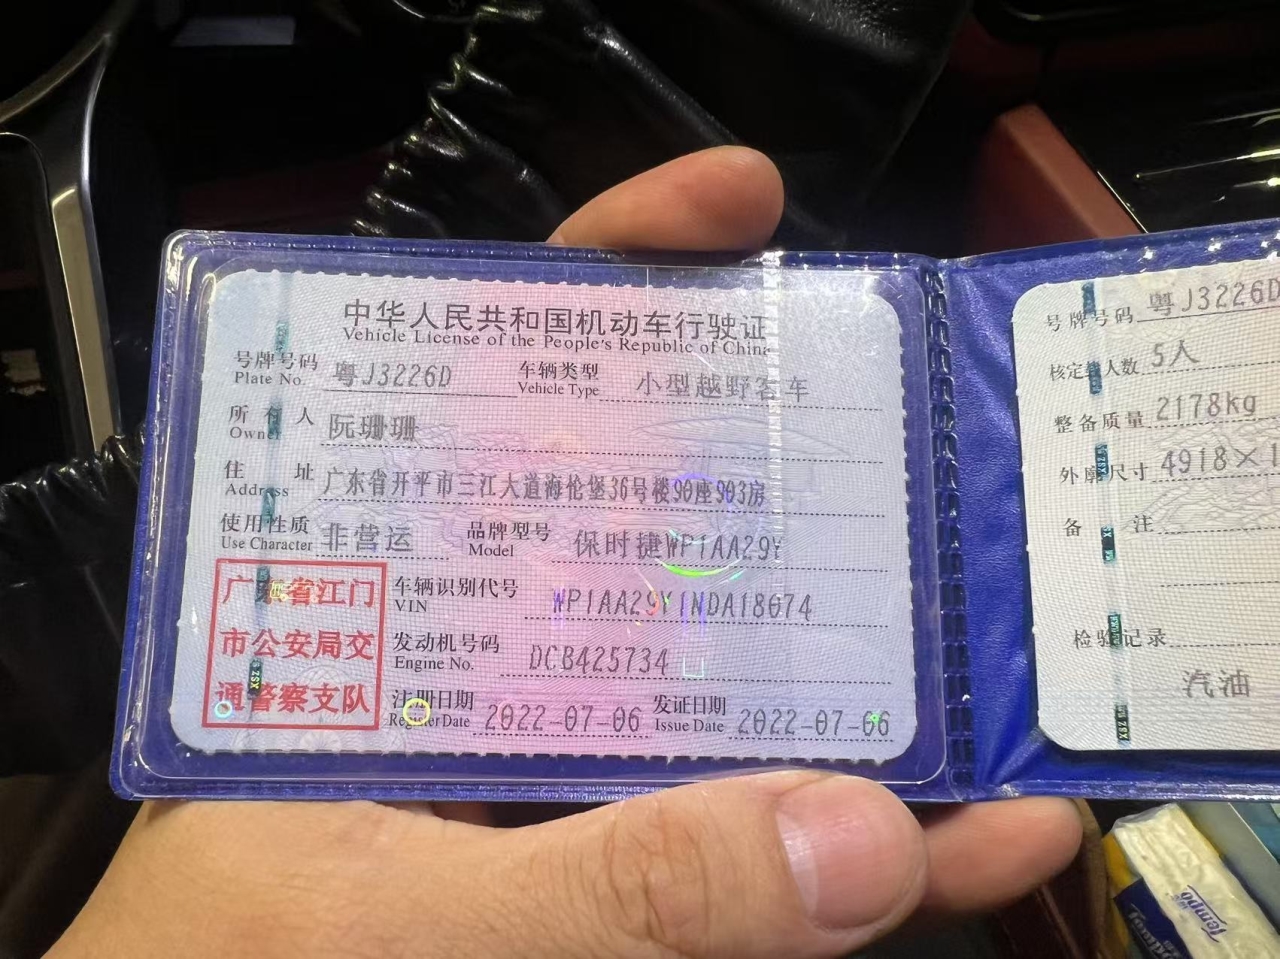 中华人民共和国机动车行驶证
Vehicle License of the People's Republic of China
号牌号码 粤J3226D 车辆类型 小型越野客车
Plate No. Vehicle Type
所有人 阮珊珊
Owner
住址 广东省开平市三江大道海伦堡36号楼90座903房
Address
使用性质 非营运 品牌型号 保时捷WP1AA29Y
Use Character Model
车辆识别代号 WP1AA29Y1NDA18674
VIN
发动机号码 DCB425734
Engine No.
注册日期 2022-07-06 发证日期 2022-07-06
Register Date Issue Date
广东省江门
市公安局交
通警察支队
号牌号码 粤J3226D
核定载人数 5人
整备质量 2178kg
外廓尺寸 4918×1
备注
检验记录
汽油
Tempo
Tempo